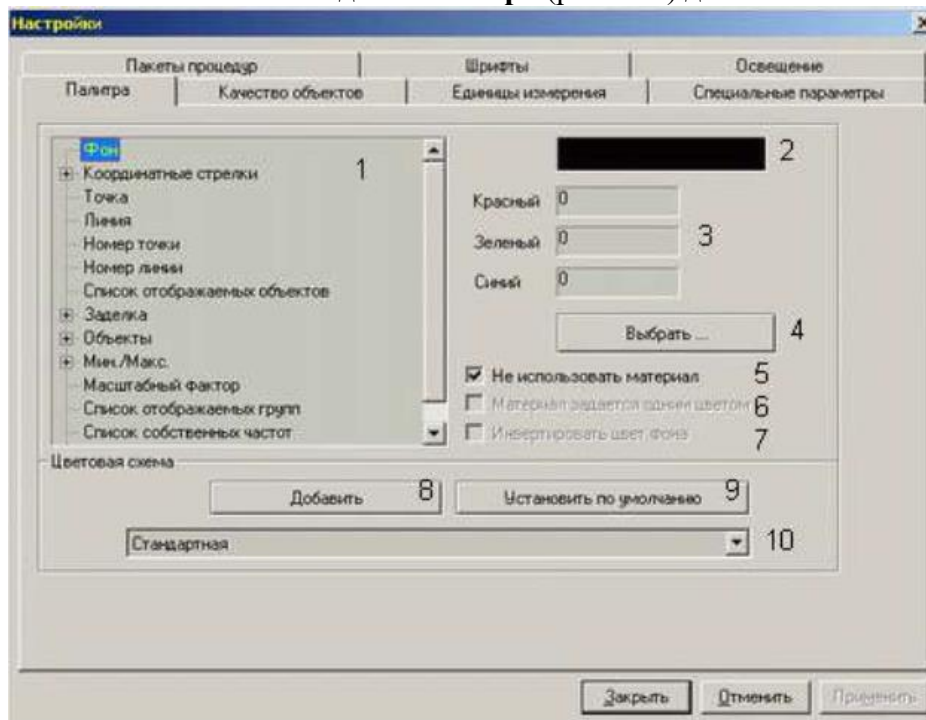 Настройки
Пакеты процедур Шрифты Освещение
Палитра Качество объектов Единицы измерения Специальные параметры
Фон
Координатные стрелки 1
Точка
Линия
Номер точки
Номер линии
Список отображаемых объектов
Заделка
Объекты
Мин./Макс.
Масштабный фактор
Список отображаемых групп
Список собственных частот
2
Красный 0
Зеленый 0 3
Синий 0
Выбрать ... 4
Не использовать материал 5
Материал задается одним цветом 6
Инвертировать цвет фона 7
Цветовая схема
Добавить 8 Установить по умолчанию 9
Стандартная 10
Закрыть Отменить Применить